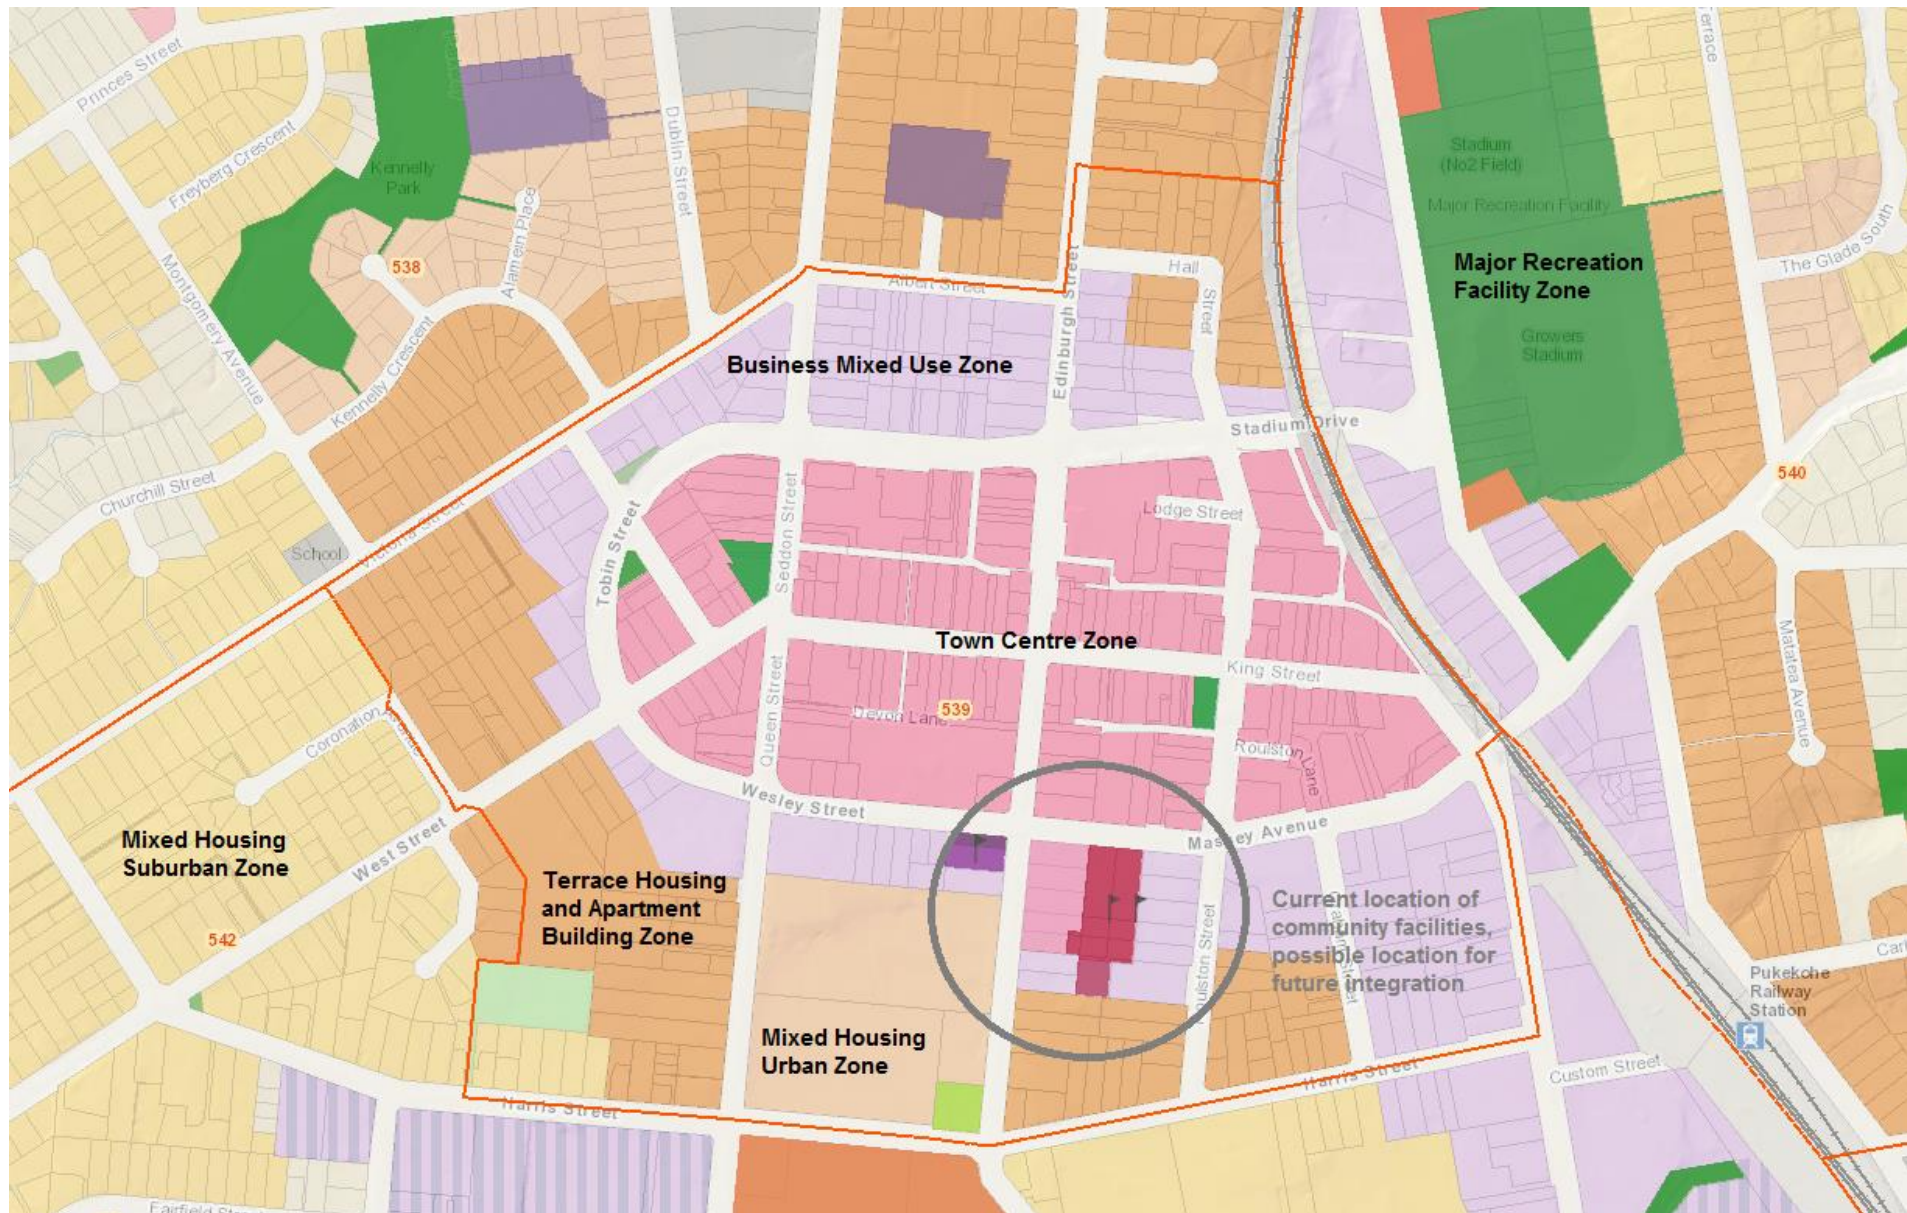 Princes Street
Freyberg Crescent
Kennelly
Park
Dublin Street
Alamein Place
538
Montgomery Avenue
Kennelly Crescent
Churchill Street
School
Victoria Street
Albert Street
Hall
Street
Edinburgh Street
Business Mixed Use Zone
Stadium Drive
Stadium
(No2 Field)
Major Recreation Facility
Major Recreation
Facility Zone
Growers
Stadium
Terrace
The Glade South
540
Tobin Street
Seddon Street
Lodge Street
Town Centre Zone
King Street
Matatea Avenue
Queen Street
Devon Lane
539
Roulston Lane
Coronation Avenue
Wesley Street
Massey Avenue
Mixed Housing
Suburban Zone
West Street
542
Terrace Housing
and Apartment
Building Zone
Roulston Street
Current location of
community facilities,
possible location for
future integration
Street
Mixed Housing
Urban Zone
Pukekohe
Railway
Station
Harris Street
Harris Street
Custom Street